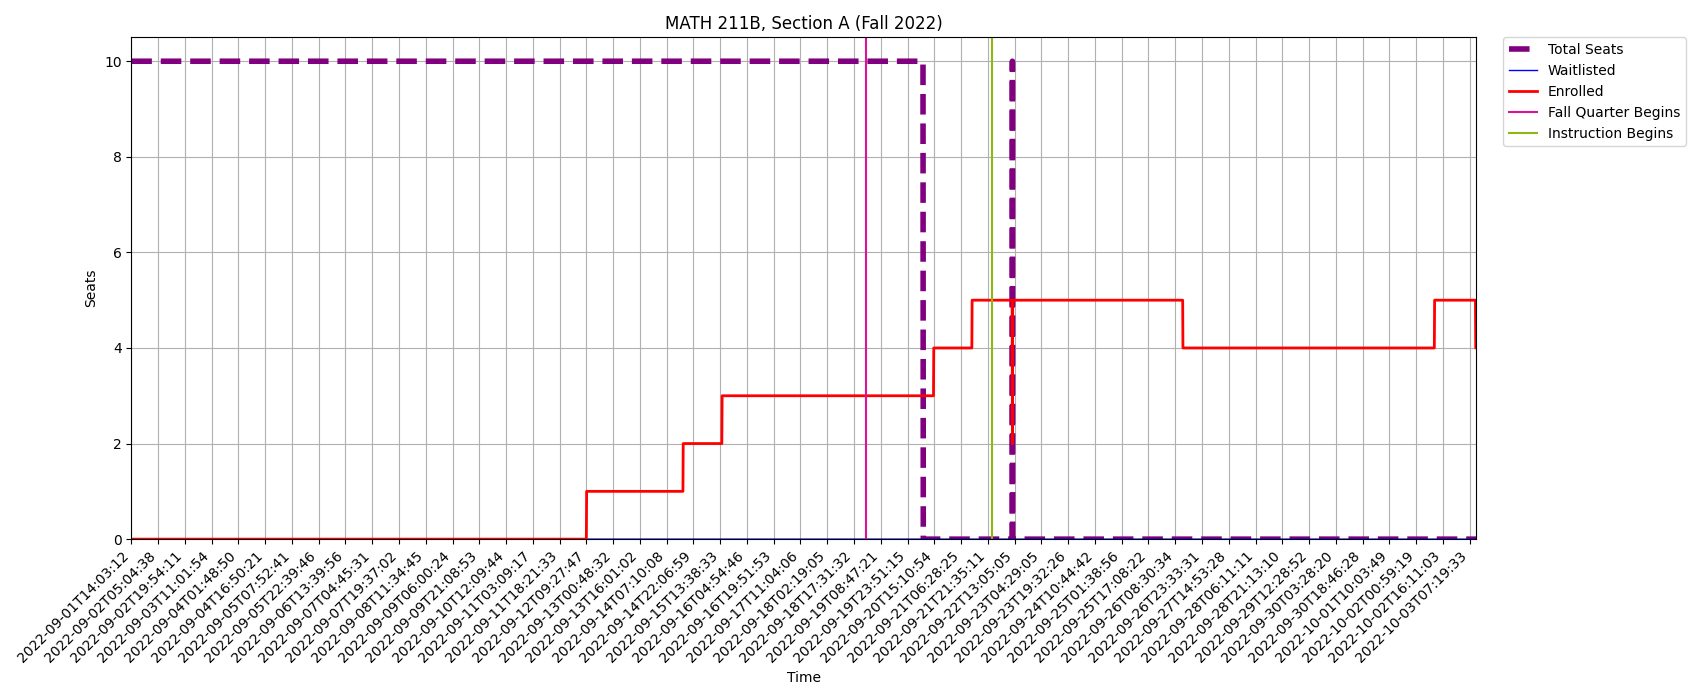 MATH 211B, Section A (Fall 2022)
Total Seats
Waitlisted
Enrolled
Fall Quarter Begins
Instruction Begins
Seats
10
8
6
4
2
0
2022-09-01T14:03:12
2022-09-02T05:04:38
2022-09-02T19:54:11
2022-09-03T11:01:54
2022-09-04T01:48:50
2022-09-04T16:50:21
2022-09-05T07:52:41
2022-09-05T22:39:46
2022-09-06T13:39:56
2022-09-07T04:45:31
2022-09-07T19:37:02
2022-09-08T11:34:45
2022-09-09T06:00:24
2022-09-09T21:08:53
2022-09-10T12:09:44
2022-09-11T03:09:17
2022-09-11T18:21:33
2022-09-12T09:27:47
2022-09-13T00:48:32
2022-09-13T16:01:02
2022-09-14T07:10:08
2022-09-14T22:06:59
2022-09-15T13:38:33
2022-09-16T04:54:46
2022-09-16T19:51:53
2022-09-17T11:04:06
2022-09-18T02:19:05
2022-09-18T17:31:32
2022-09-19T08:47:21
2022-09-19T23:51:15
2022-09-20T15:10:54
2022-09-21T06:28:25
2022-09-21T21:35:11
2022-09-22T13:05:05
2022-09-23T04:29:05
2022-09-23T19:32:26
2022-09-24T10:44:42
2022-09-25T01:38:56
2022-09-25T17:08:22
2022-09-26T08:30:34
2022-09-26T23:33:31
2022-09-27T14:53:28
2022-09-28T06:11:11
2022-09-28T21:13:10
2022-09-29T12:28:52
2022-09-30T03:28:20
2022-09-30T18:46:28
2022-10-01T10:03:49
2022-10-02T00:59:19
2022-10-02T16:11:03
2022-10-03T07:19:33
Time